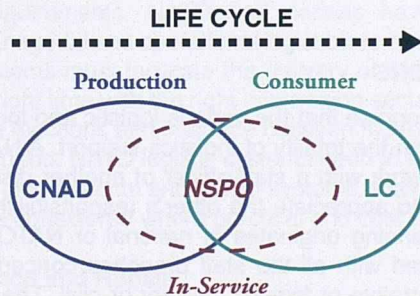 LIFE CYCLE
Production Consumer
CNAD NSPO LC
In-Service